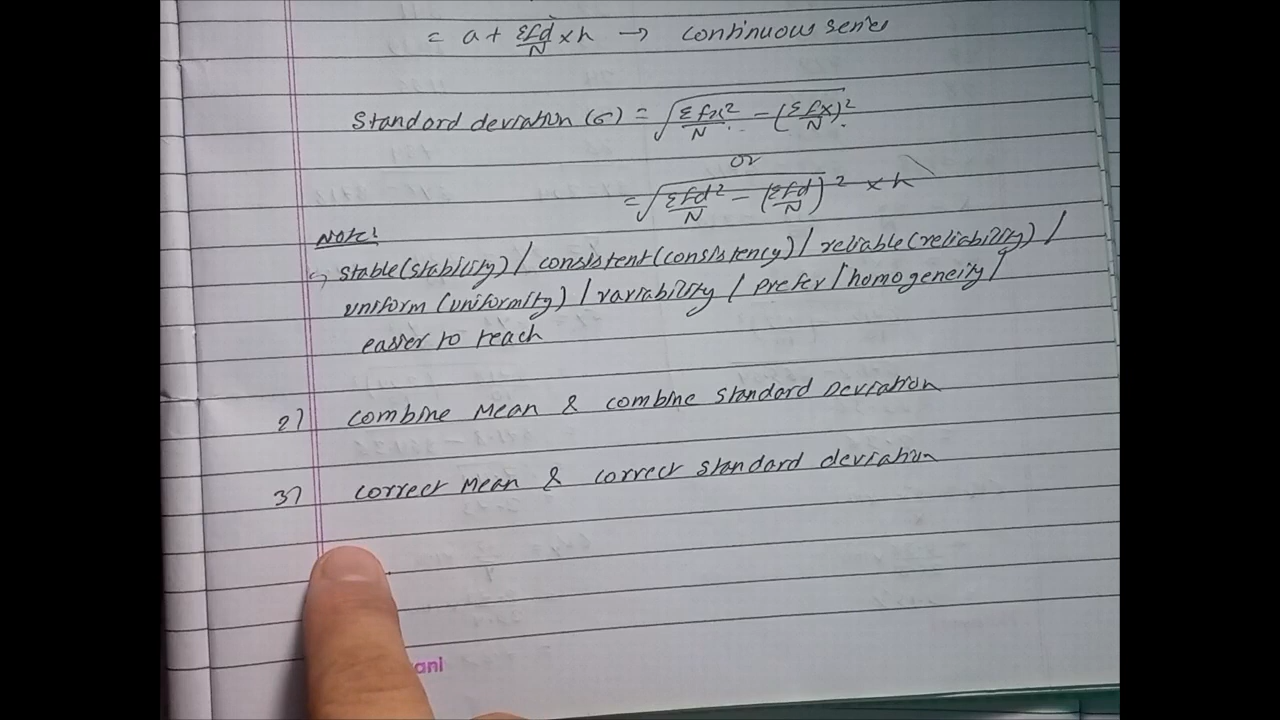 = a + Σfd/N × h → continuous series
Standard deviation (σ) = √(Σfx²/N − (Σfx/N)²)
or
= √(Σfd²/N − (Σfd/N)²) × h
Note:
↪ stable(stability) / consistent(consistency) / reliable(reliability) /
uniform (uniformity) / variability / prefer / homogeneity /
easier to teach
2) combine Mean & combine standard Deviation
3) correct Mean & correct standard deviation
ani